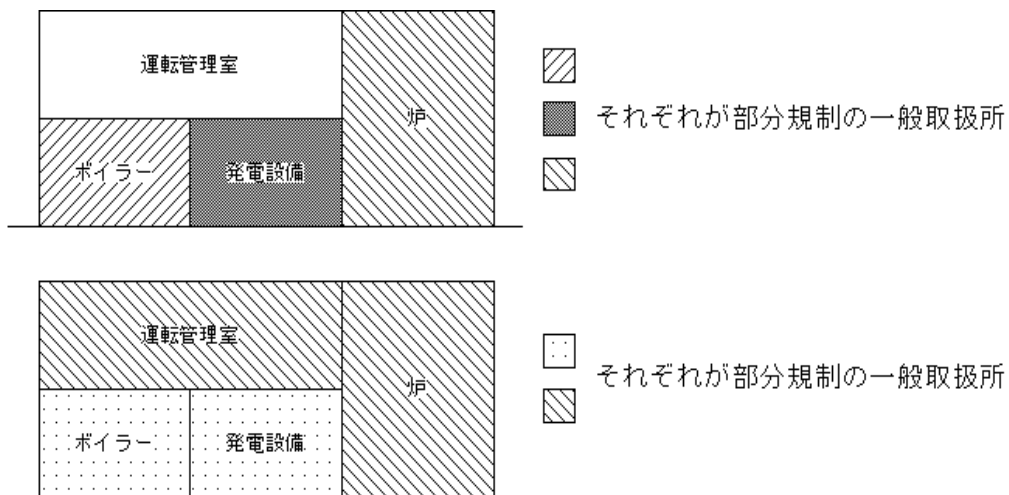 運転管理室
炉
ボイラー
発電設備
それぞれが部分規制の一般取扱所
運転管理室
炉
ボイラー
発電設備
それぞれが部分規制の一般取扱所